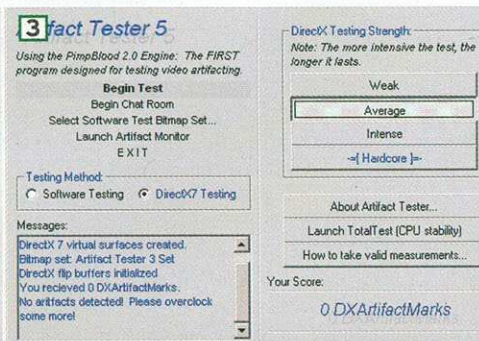 3
fact Tester 5
Using the PimpBlood 2.0 Engine: The FIRST
program designed for testing video artifacting.
Begin Test
Begin Chat Room
Select Software Test Bitmap Set...
Launch Artifact Monitor
EXIT
Testing Method:
Software Testing
DirectX7 Testing
Messages:
DirectX 7 virtual surfaces created.
Bitmap set: Artifact Tester 3 Set
DirectX flip buffers initialized
You recieved 0 DXArtifactMarks.
No aritfacts detected! Please overclock
some more!
DirectX Testing Strength:
Note: The more intensive the test, the
longer it lasts.
Weak
Average
Intense
-=[ Hardcore ]=-
About Artifact Tester...
Launch TotalTest (CPU stability)
How to take valid measurements...
Your Score:
0 DXArtifactMarks